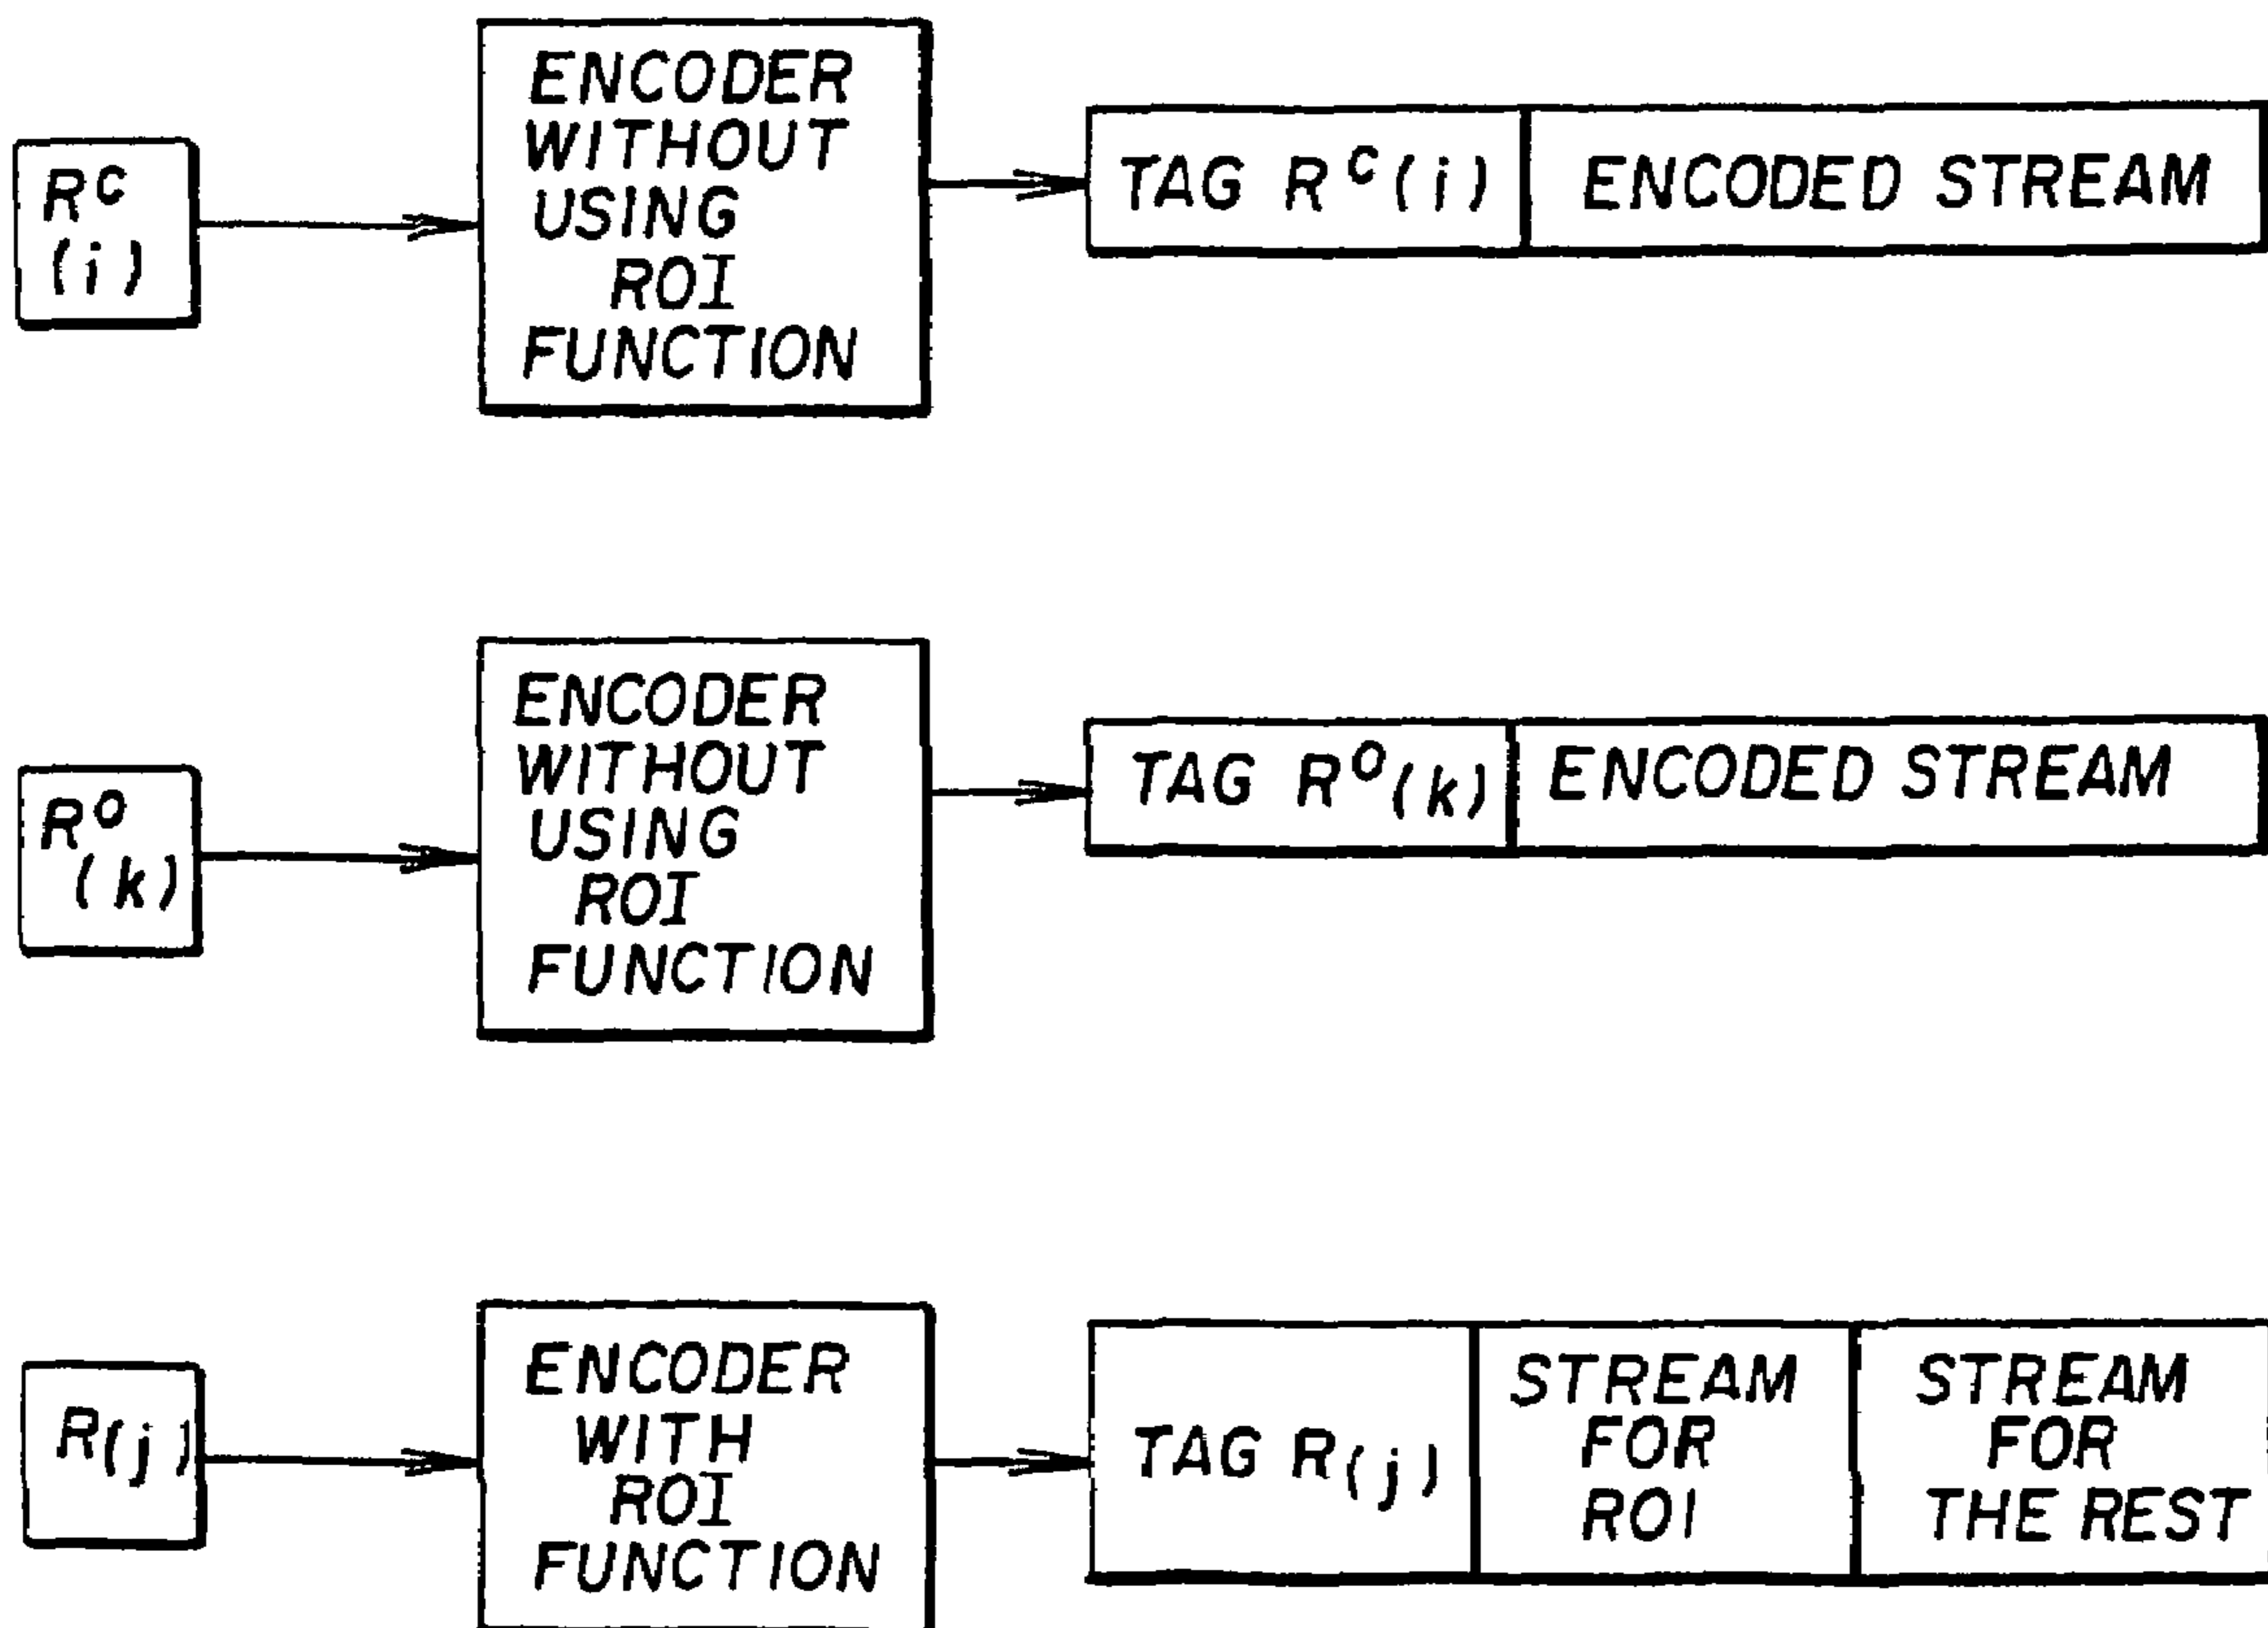 R^C
(i)
ENCODER
WITHOUT
USING
ROI
FUNCTION
TAG R^C (i)
ENCODED STREAM
R^O
(k)
ENCODER
WITHOUT
USING
ROI
FUNCTION
TAG R^O(k)
ENCODED STREAM
R(j)
ENCODER
WITH
ROI
FUNCTION
TAG R(j)
STREAM
FOR
ROI
STREAM
FOR
THE REST